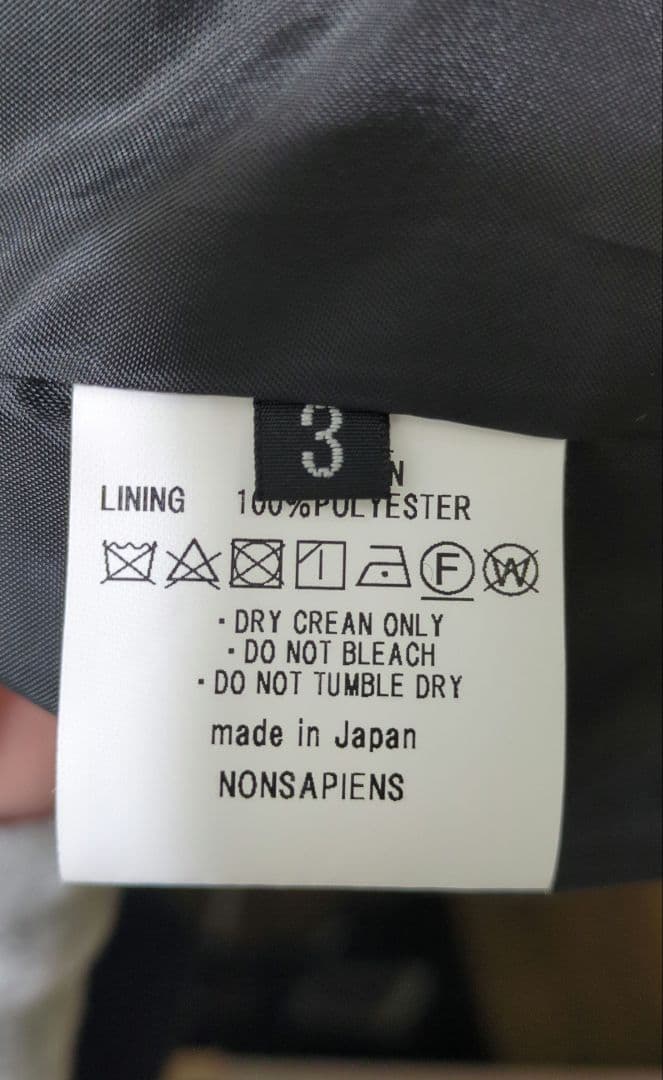 3
LINING 100%POLYESTER
F W
· DRY CREAN ONLY
· DO NOT BLEACH
· DO NOT TUMBLE DRY
made in Japan
NONSAPIENS